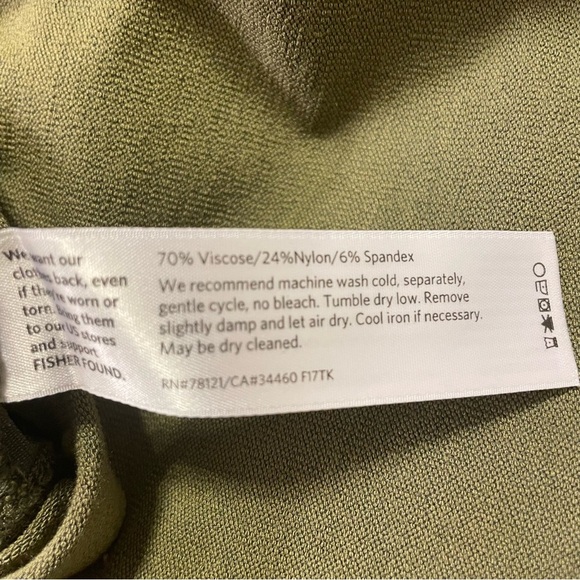 We want our
clothes back, even
if they're worn or
torn. Bring them
to our US stores
and support
FISHER FOUND.
70% Viscose/24%Nylon/6% Spandex
We recommend machine wash cold, separately,
gentle cycle, no bleach. Tumble dry low. Remove
slightly damp and let air dry. Cool iron if necessary.
May be dry cleaned.
RN#78121/CA#34460 F17TK